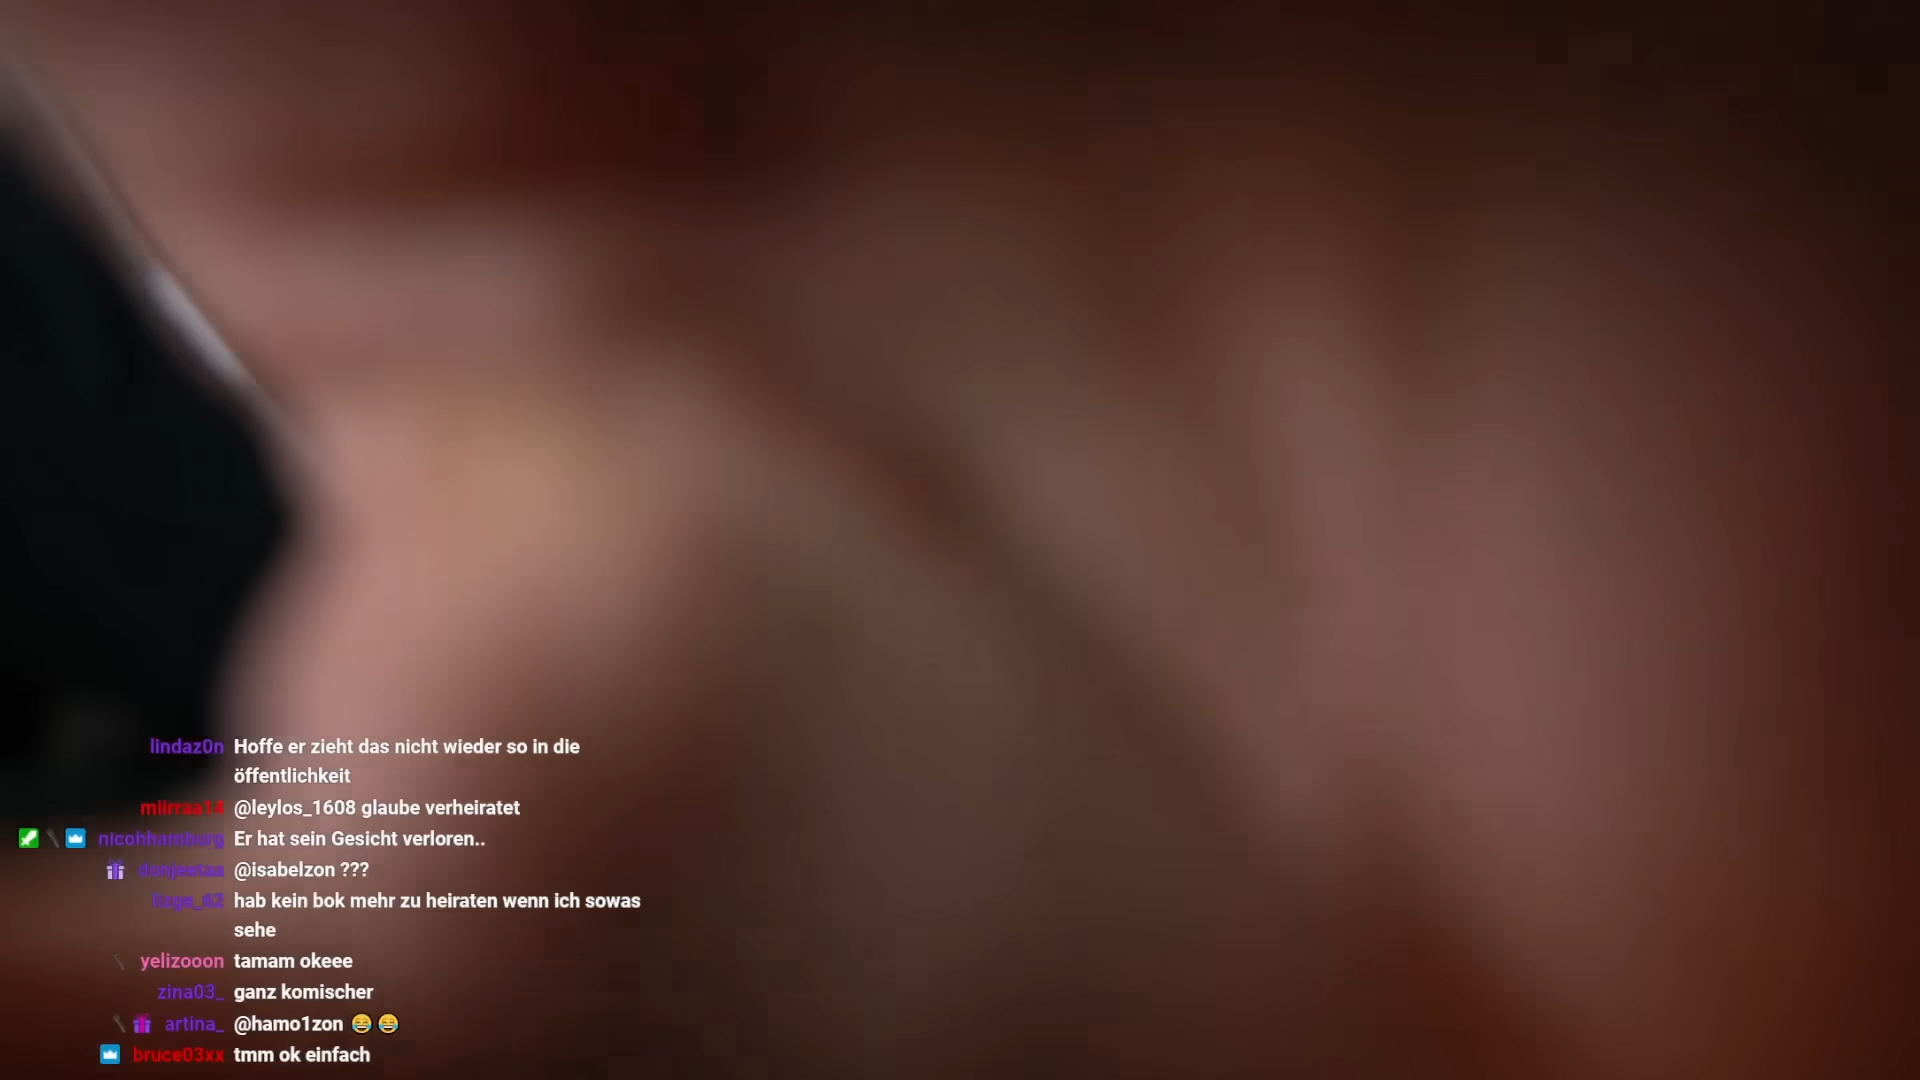 lindaz0n Hoffe er zieht das nicht wieder so in die
öffentlichkeit
miirraa14 @leylos_1608 glaube verheiratet
nicohhamburg Er hat sein Gesicht verloren..
@isabelzon ???
hab kein bok mehr zu heiraten wenn ich sowas
sehe
yelizooon tamam okeee
zina03_ ganz komischer
artina_ @hamo1zon 😂 😂
bruce03xx tmm ok einfach